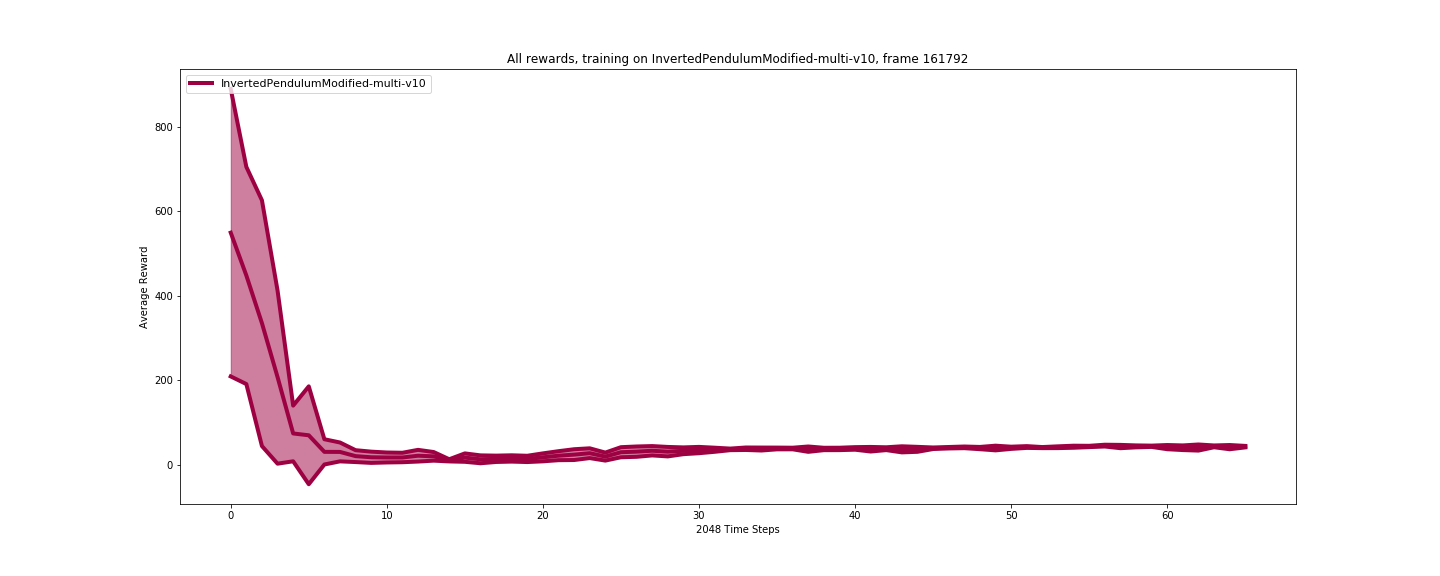 All rewards, training on InvertedPendulumModified-multi-v10, frame 161792
InvertedPendulumModified-multi-v10
800
600
400
200
0
Average Reward
0 10 20 30 40 50 60
2048 Time Steps